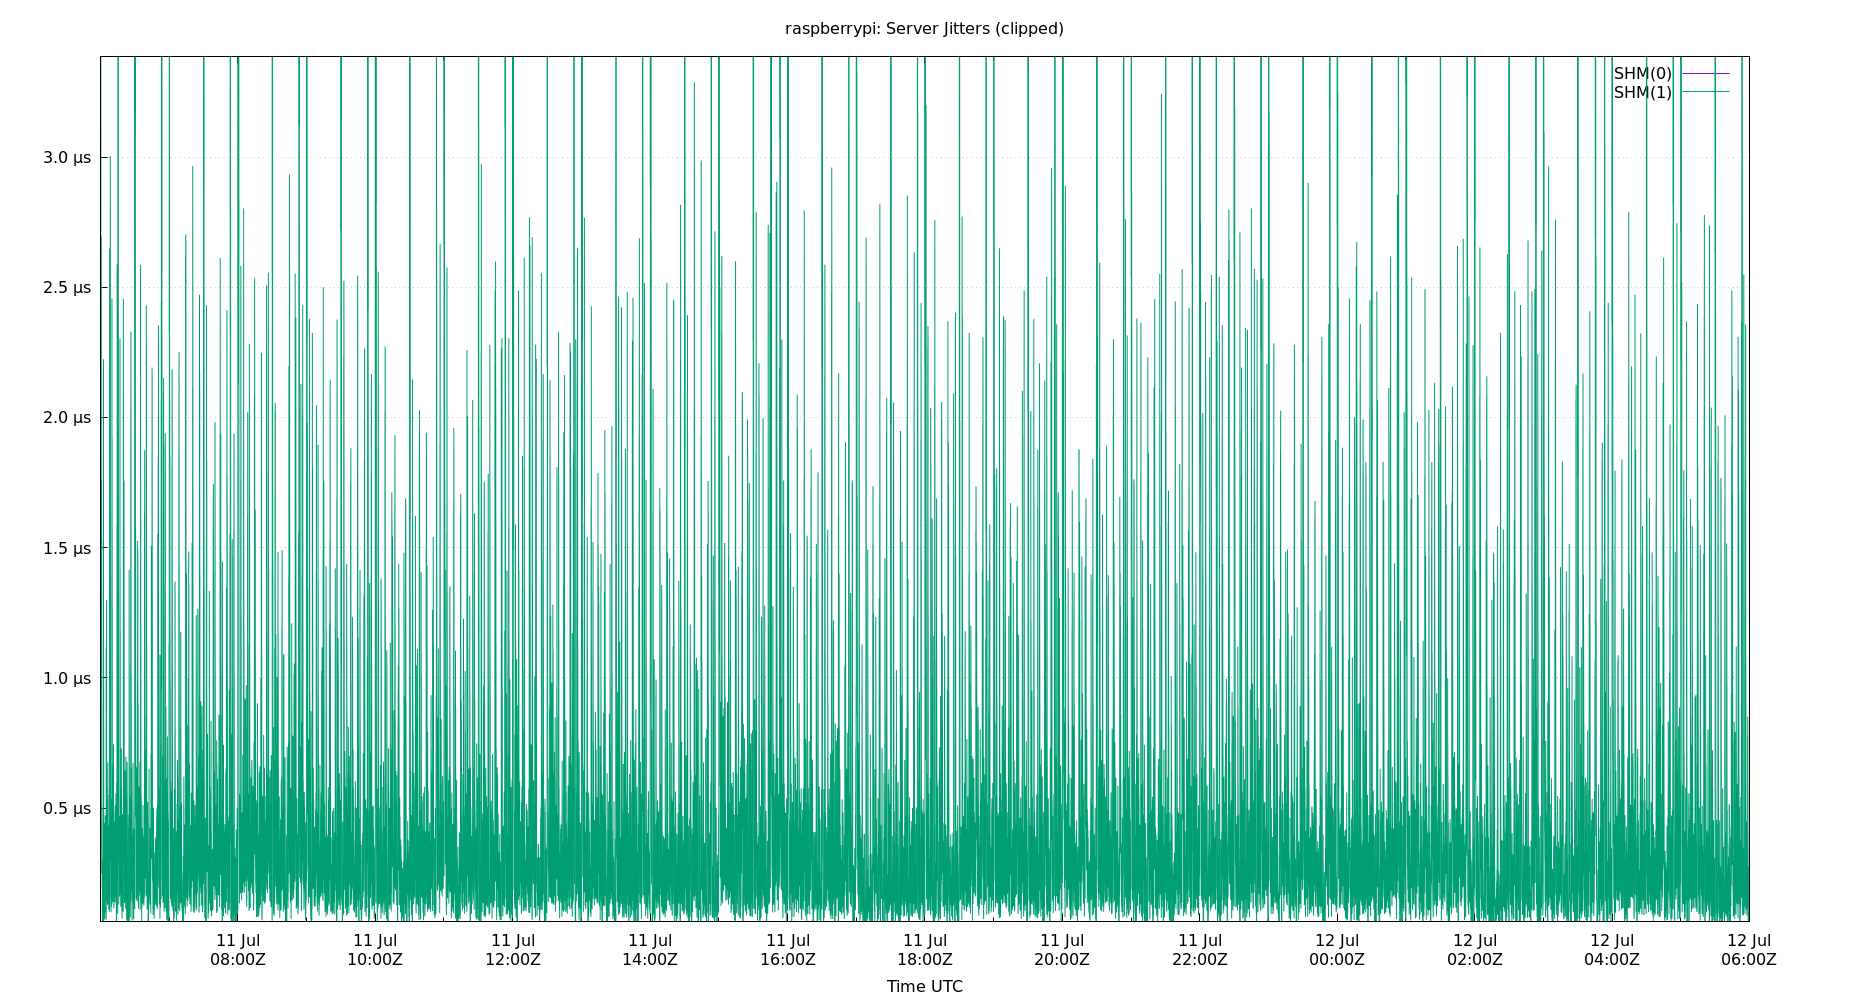 raspberrypi: Server Jitters (clipped)
SHM(0)
SHM(1)
3.0 µs
2.5 µs
2.0 µs
1.5 µs
1.0 µs
0.5 µs
11 Jul 11 Jul 11 Jul 11 Jul 11 Jul 11 Jul 11 Jul 11 Jul 12 Jul 12 Jul 12 Jul 12 Jul
08:00Z 10:00Z 12:00Z 14:00Z 16:00Z 18:00Z 20:00Z 22:00Z 00:00Z 02:00Z 04:00Z 06:00Z
Time UTC